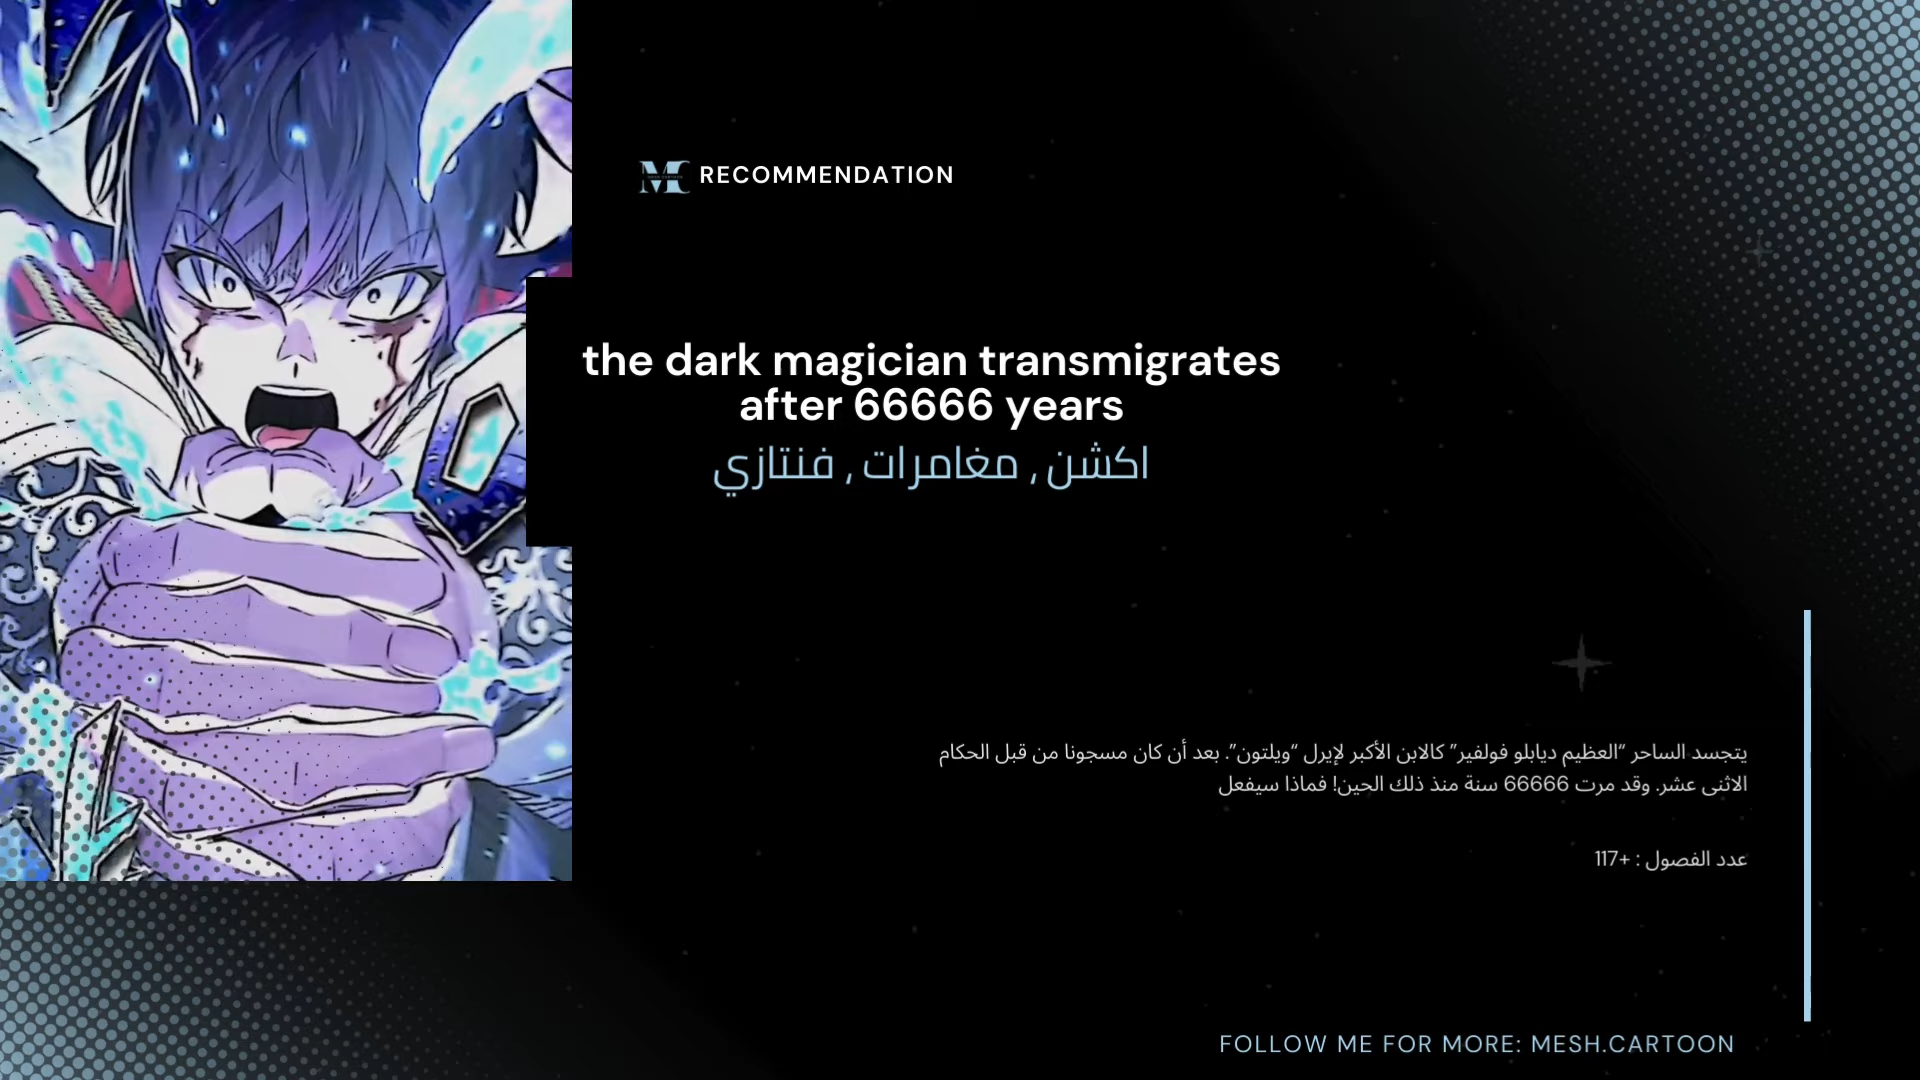 MC RECOMMENDATION
the dark magician transmigrates
after 66666 years
اكشن , مغامرات , فنتازي
يتجسد الساحر “العظيم ديابلو فولفير” كالابن الأكبر لإيرل “ويلتون”. بعد أن كان مسجونا من قبل الحكام
الاثنى عشر. وقد مرت 66666 سنة منذ ذلك الحين! فماذا سيفعل
عدد الفصول : +117
FOLLOW ME FOR MORE: MESH.CARTOON